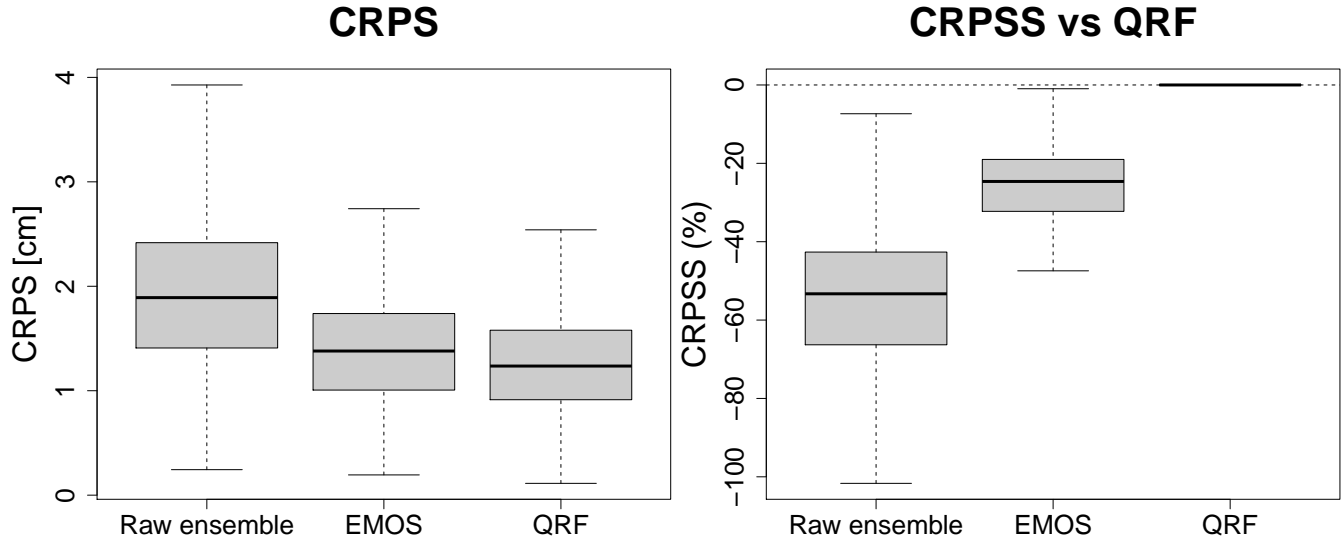 CRPS
CRPS [cm]
4
3
2
1
0
Raw ensemble EMOS QRF
CRPSS vs QRF
CRPSS (%)
0
−20
−40
−60
−80
−100
Raw ensemble EMOS QRF